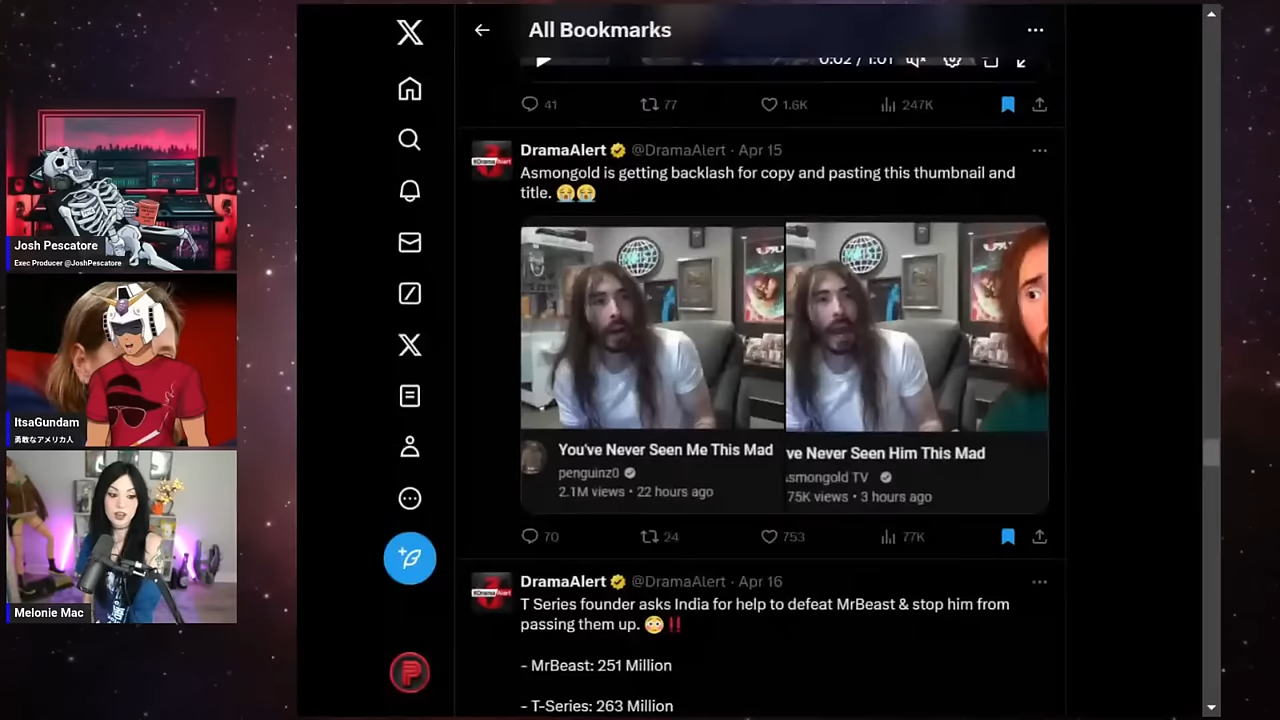 All Bookmarks
0:02 / 1:01
41
77
1.6K
247K
DramaAlert @DramaAlert · Apr 15
Asmongold is getting backlash for copy and pasting this thumbnail and
title. 😭😭
You've Never Seen Me This Mad
penguinz0
2.1M views • 22 hours ago
ve Never Seen Him This Mad
smongold TV
75K views • 3 hours ago
70
24
753
77K
DramaAlert @DramaAlert · Apr 16
T Series founder asks India for help to defeat MrBeast & stop him from
passing them up. 😳‼️
- MrBeast: 251 Million
- T-Series: 263 Million
Josh Pescatore
Exec Producer @JoshPescatore
ItsaGundam
勇敢なアメリカ人
Melonie Mac